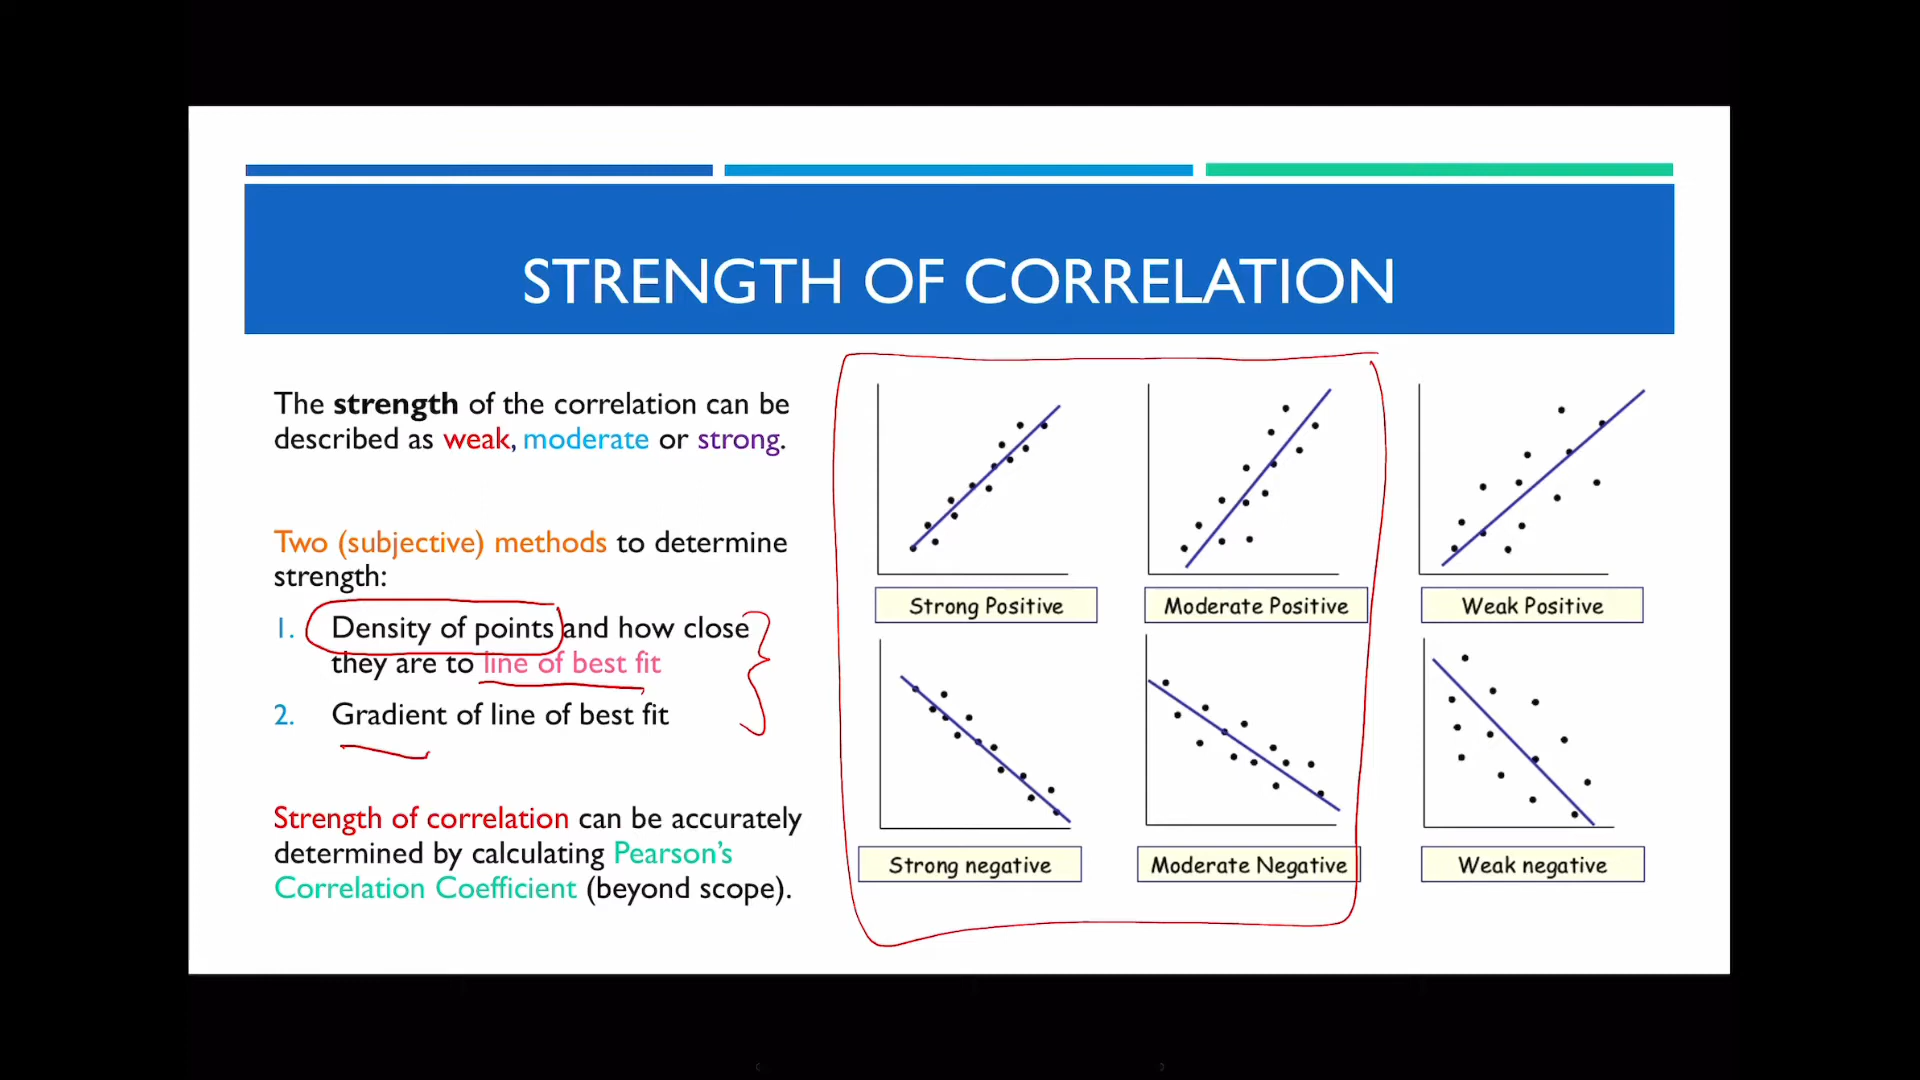 STRENGTH OF CORRELATION
The strength of the correlation can be
described as weak, moderate or strong.
Two (subjective) methods to determine
strength:
1. Density of points and how close
they are to line of best fit
2. Gradient of line of best fit
Strength of correlation can be accurately
determined by calculating Pearson’s
Correlation Coefficient (beyond scope).
Strong Positive
Moderate Positive
Weak Positive
Strong negative
Moderate Negative
Weak negative